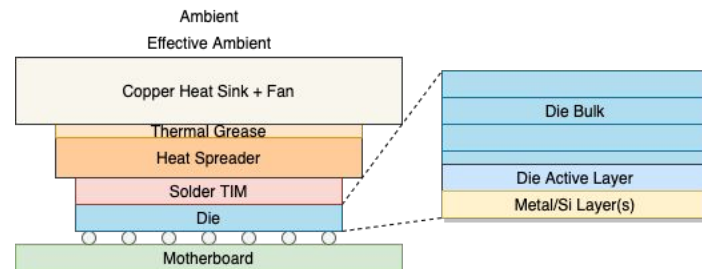 Ambient
Effective Ambient
Copper Heat Sink + Fan
Thermal Grease
Heat Spreader
Solder TIM
Die
Motherboard
Die Bulk
Die Active Layer
Metal/Si Layer(s)